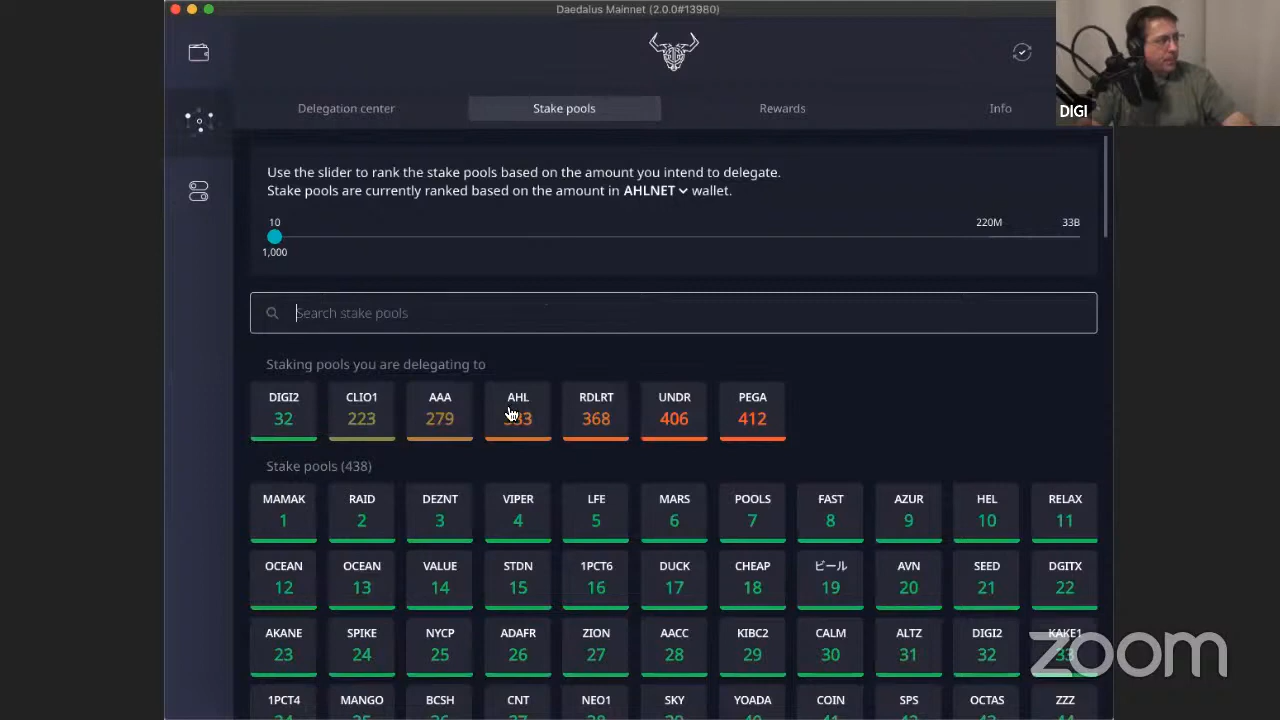 Daedalus Mainnet (2.0.0#13980)
Delegation center
Stake pools
Rewards
Info
DIGI
Use the slider to rank the stake pools based on the amount you intend to delegate.
Stake pools are currently ranked based on the amount in AHLNET wallet.
10 220M 33B
1,000
Search stake pools
Staking pools you are delegating to
DIGI2 CLIO1 AAA AHL RDLRT UNDR PEGA
32 223 279 368 406 412
Stake pools (438)
MAMAK RAID DEZNT VIPER LFE MARS POOLS FAST AZUR HEL RELAX
1 2 3 4 5 6 7 8 9 10 11
OCEAN OCEAN VALUE STDN 1PCT6 DUCK CHEAP ビール AVN SEED DGITX
12 13 14 15 16 17 18 19 20 21 22
AKANE SPIKE NYCP ADAFR ZION AACC KIBC2 CALM ALTZ DIGI2 KAKE1
23 24 25 26 27 28 29 30 31 32 33
zoom
1PCT4 MANGO BCSH CNT NEO1 SKY YOADA COIN SPS OCTAS ZZZ